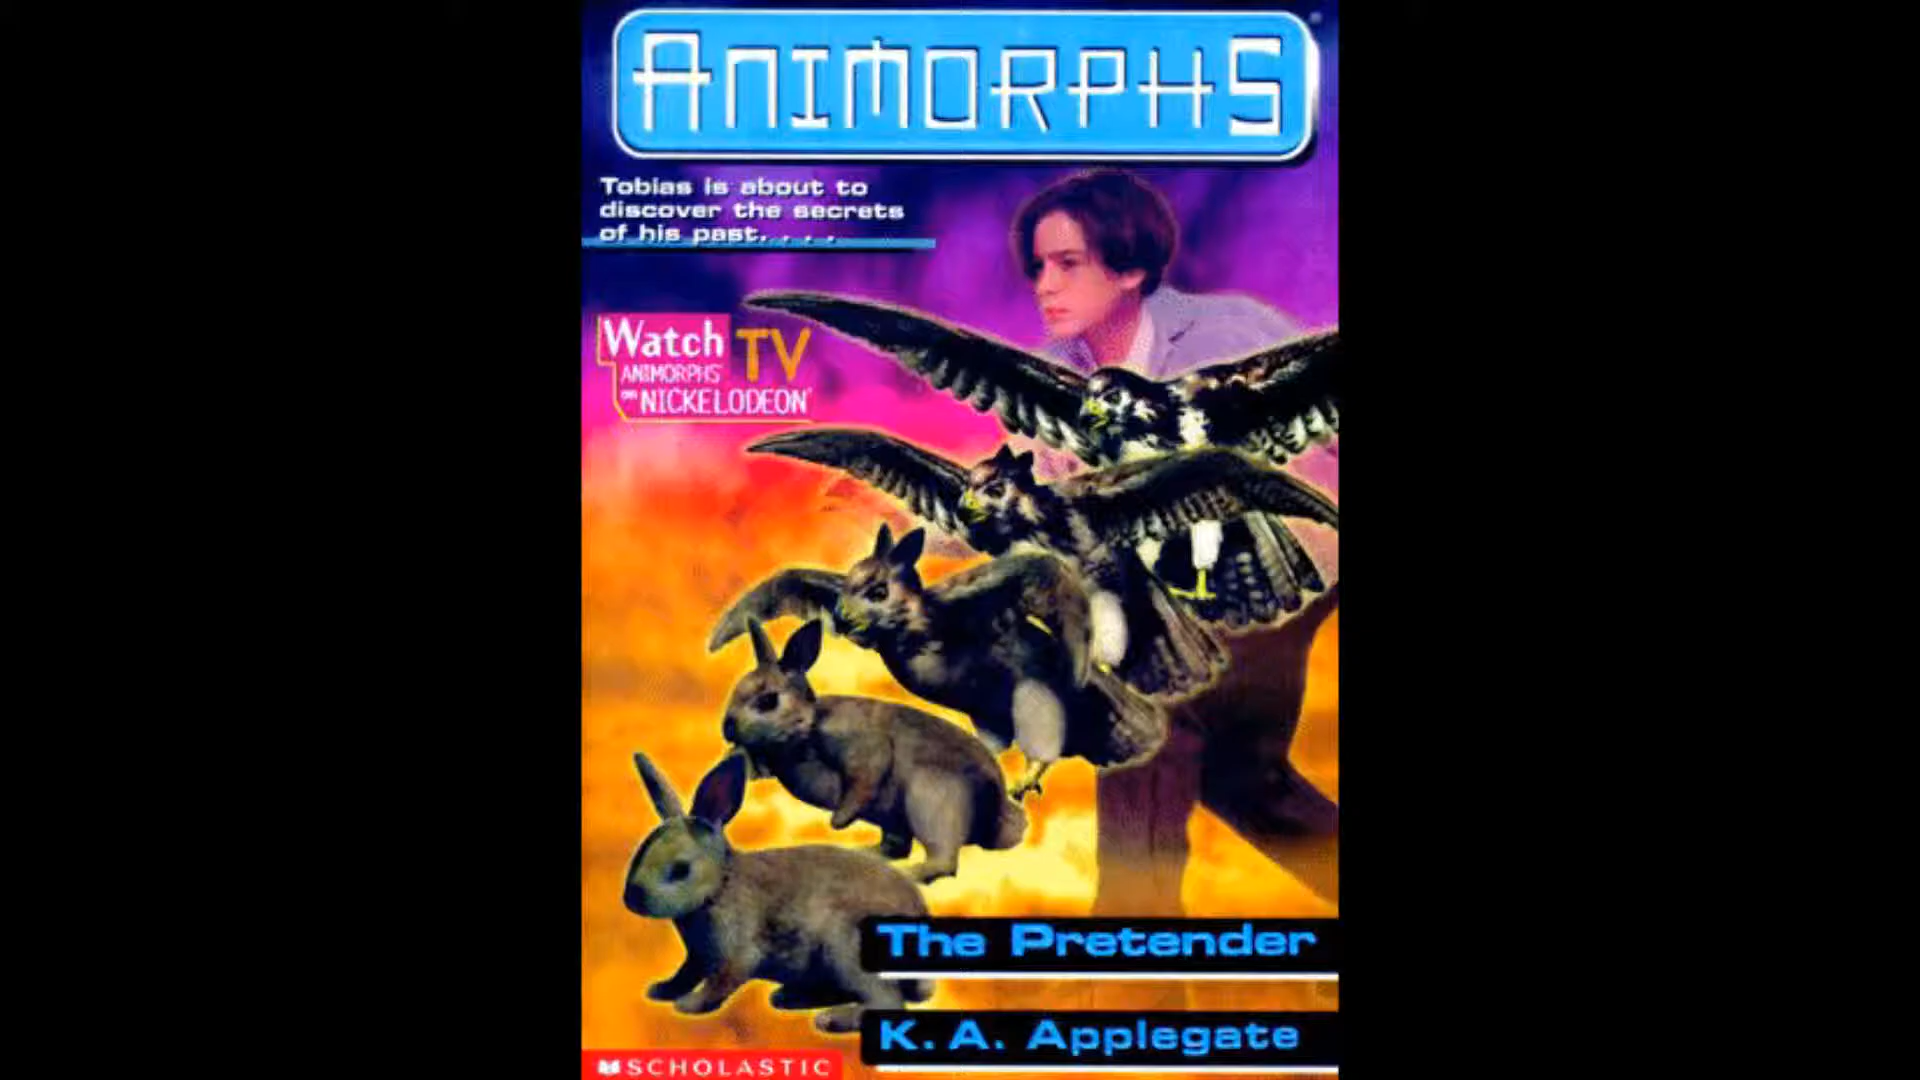 ANIMORPHS
Tobias is about to
discover the secrets
of his past. . . .
Watch TV
ANIMORPHS
on NICKELODEON
The Pretender
K. A. Applegate
SCHOLASTIC